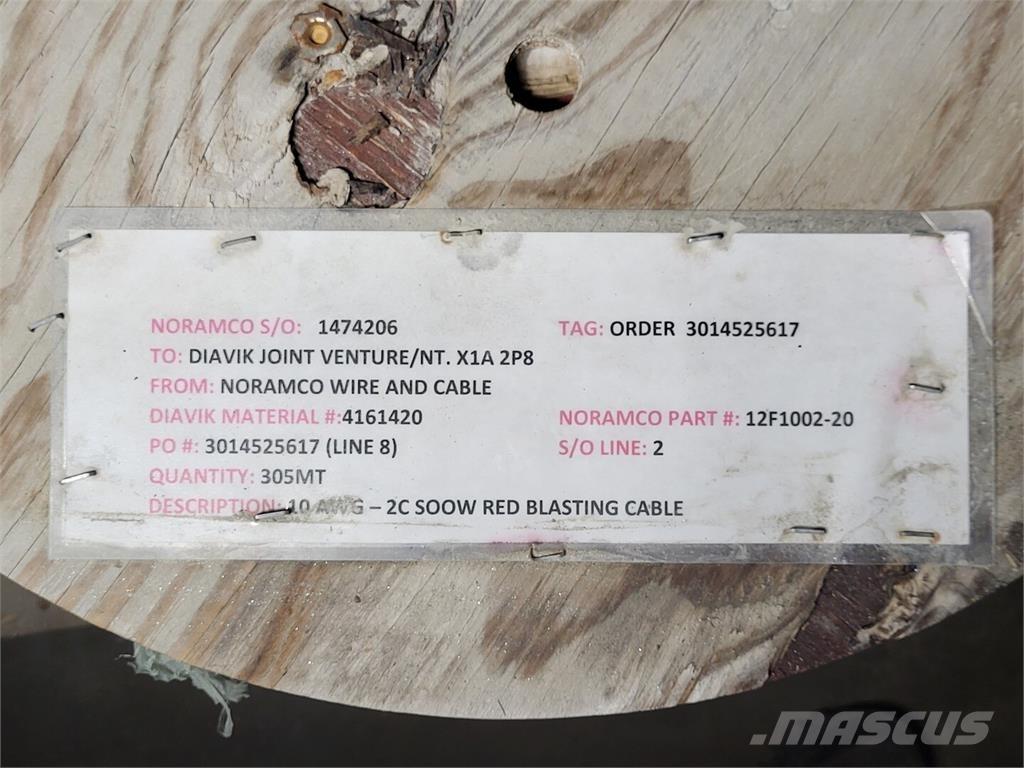 NORAMCO S/O: 1474206 TAG: ORDER 3014525617
TO: DIAVIK JOINT VENTURE/NT. X1A 2P8
FROM: NORAMCO WIRE AND CABLE
DIAVIK MATERIAL #:4161420 NORAMCO PART #: 12F1002-20
PO #: 3014525617 (LINE 8) S/O LINE: 2
QUANTITY: 305MT
DESCRIPTION: 10 AWG – 2C SOOW RED BLASTING CABLE
MASCUS